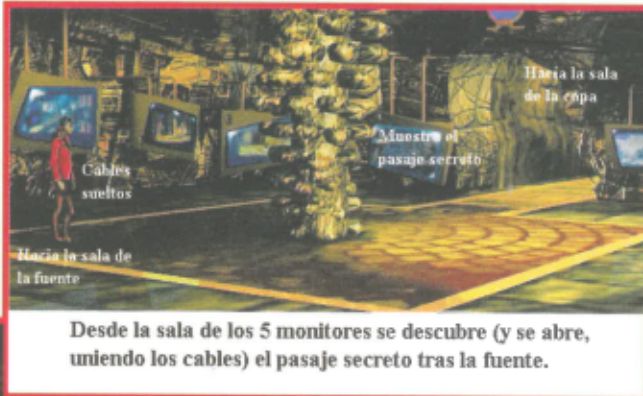 Hacia la sala
de la copa
Muestra el
pasaje secreto
Cables
sueltos
Hacia la sala de
la fuente
Desde la sala de los 5 monitores se descubre (y se abre,
uniendo los cables) el pasaje secreto tras la fuente.